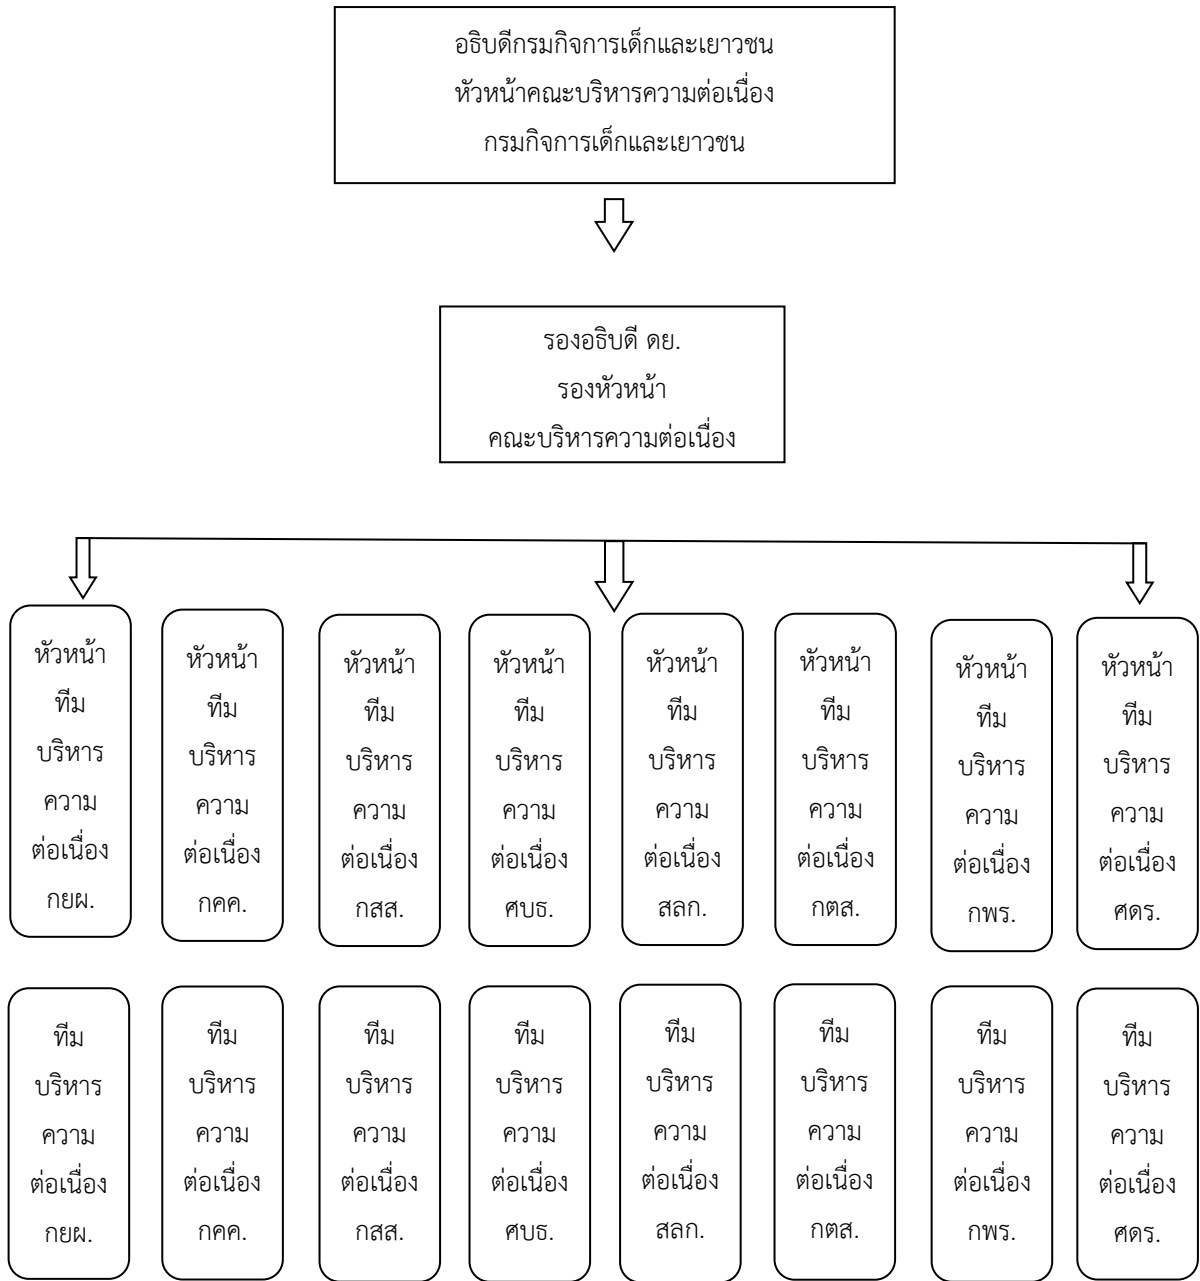 อธิบดีกรมกิจการเด็กและเยาวชน
หัวหน้าคณะบริหารความต่อเนื่อง
กรมกิจการเด็กและเยาวชน
รองอธิบดี ดย.
รองหัวหน้า
คณะบริหารความต่อเนื่อง
หัวหน้า
ทีม
บริหาร
ความ
ต่อเนื่อง
กยผ.
หัวหน้า
ทีม
บริหาร
ความ
ต่อเนื่อง
กคค.
หัวหน้า
ทีม
บริหาร
ความ
ต่อเนื่อง
กสส.
หัวหน้า
ทีม
บริหาร
ความ
ต่อเนื่อง
ศบธ.
หัวหน้า
ทีม
บริหาร
ความ
ต่อเนื่อง
สลก.
หัวหน้า
ทีม
บริหาร
ความ
ต่อเนื่อง
กตส.
หัวหน้า
ทีม
บริหาร
ความ
ต่อเนื่อง
กพร.
หัวหน้า
ทีม
บริหาร
ความ
ต่อเนื่อง
ศดร.
ทีม
บริหาร
ความ
ต่อเนื่อง
กยผ.
ทีม
บริหาร
ความ
ต่อเนื่อง
กคค.
ทีม
บริหาร
ความ
ต่อเนื่อง
กสส.
ทีม
บริหาร
ความ
ต่อเนื่อง
ศบธ.
ทีม
บริหาร
ความ
ต่อเนื่อง
สลก.
ทีม
บริหาร
ความ
ต่อเนื่อง
กตส.
ทีม
บริหาร
ความ
ต่อเนื่อง
กพร.
ทีม
บริหาร
ความ
ต่อเนื่อง
ศดร.